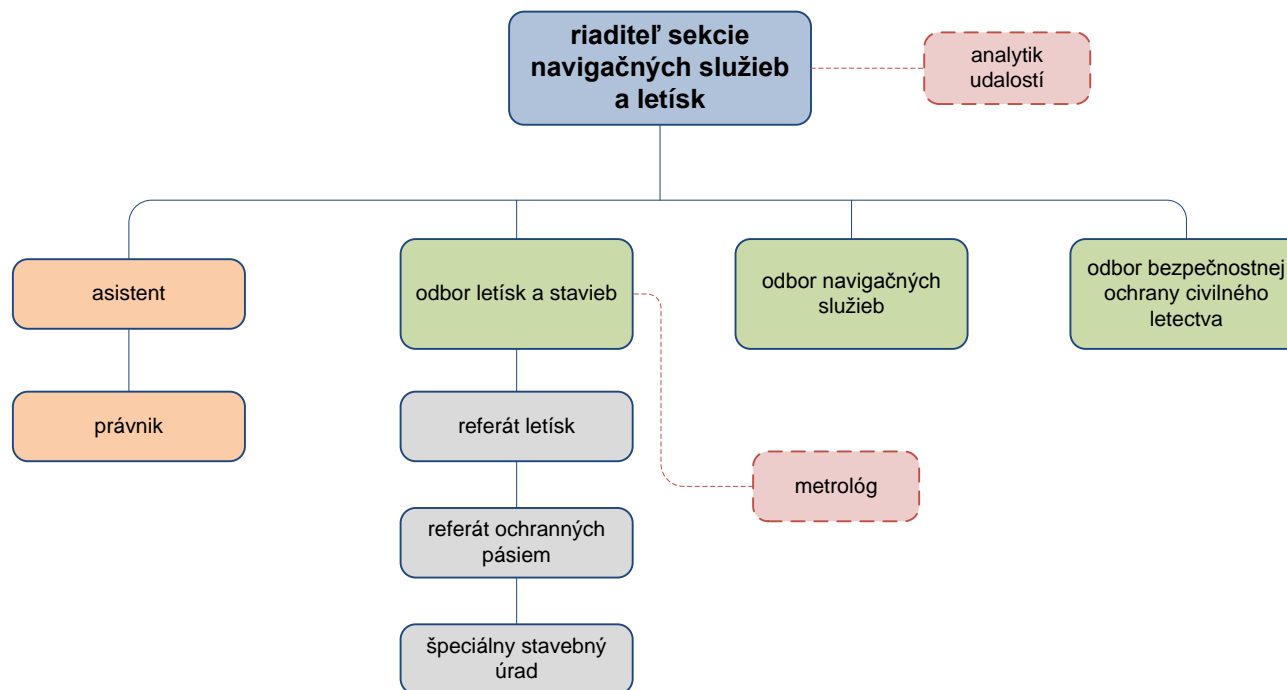 riaditeľ sekcie
navigačných služieb
a letísk
analytik
udalostí
asistent
odbor letísk a stavieb
odbor navigačných
služieb
odbor bezpečnostnej
ochrany civilného
letectva
právnik
referát letísk
metrológ
referát ochranných
pásiem
špeciálny stavebný
úrad